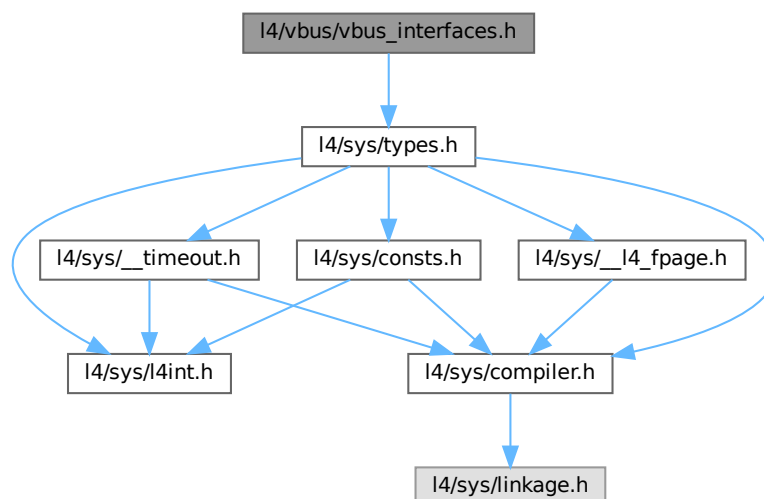 l4/vbus/vbus_interfaces.h
l4/sys/types.h
l4/sys/__timeout.h
l4/sys/consts.h
l4/sys/__l4_fpage.h
l4/sys/l4int.h
l4/sys/compiler.h
l4/sys/linkage.h